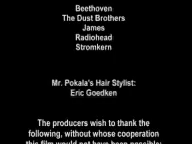 Beethoven
The Dust Brothers
James
Radiohead
Stromkern
Mr. Pokala's Hair Stylist:
Eric Goedken
The producers wish to thank the
following, without whose cooperation
this film would not have been possible: